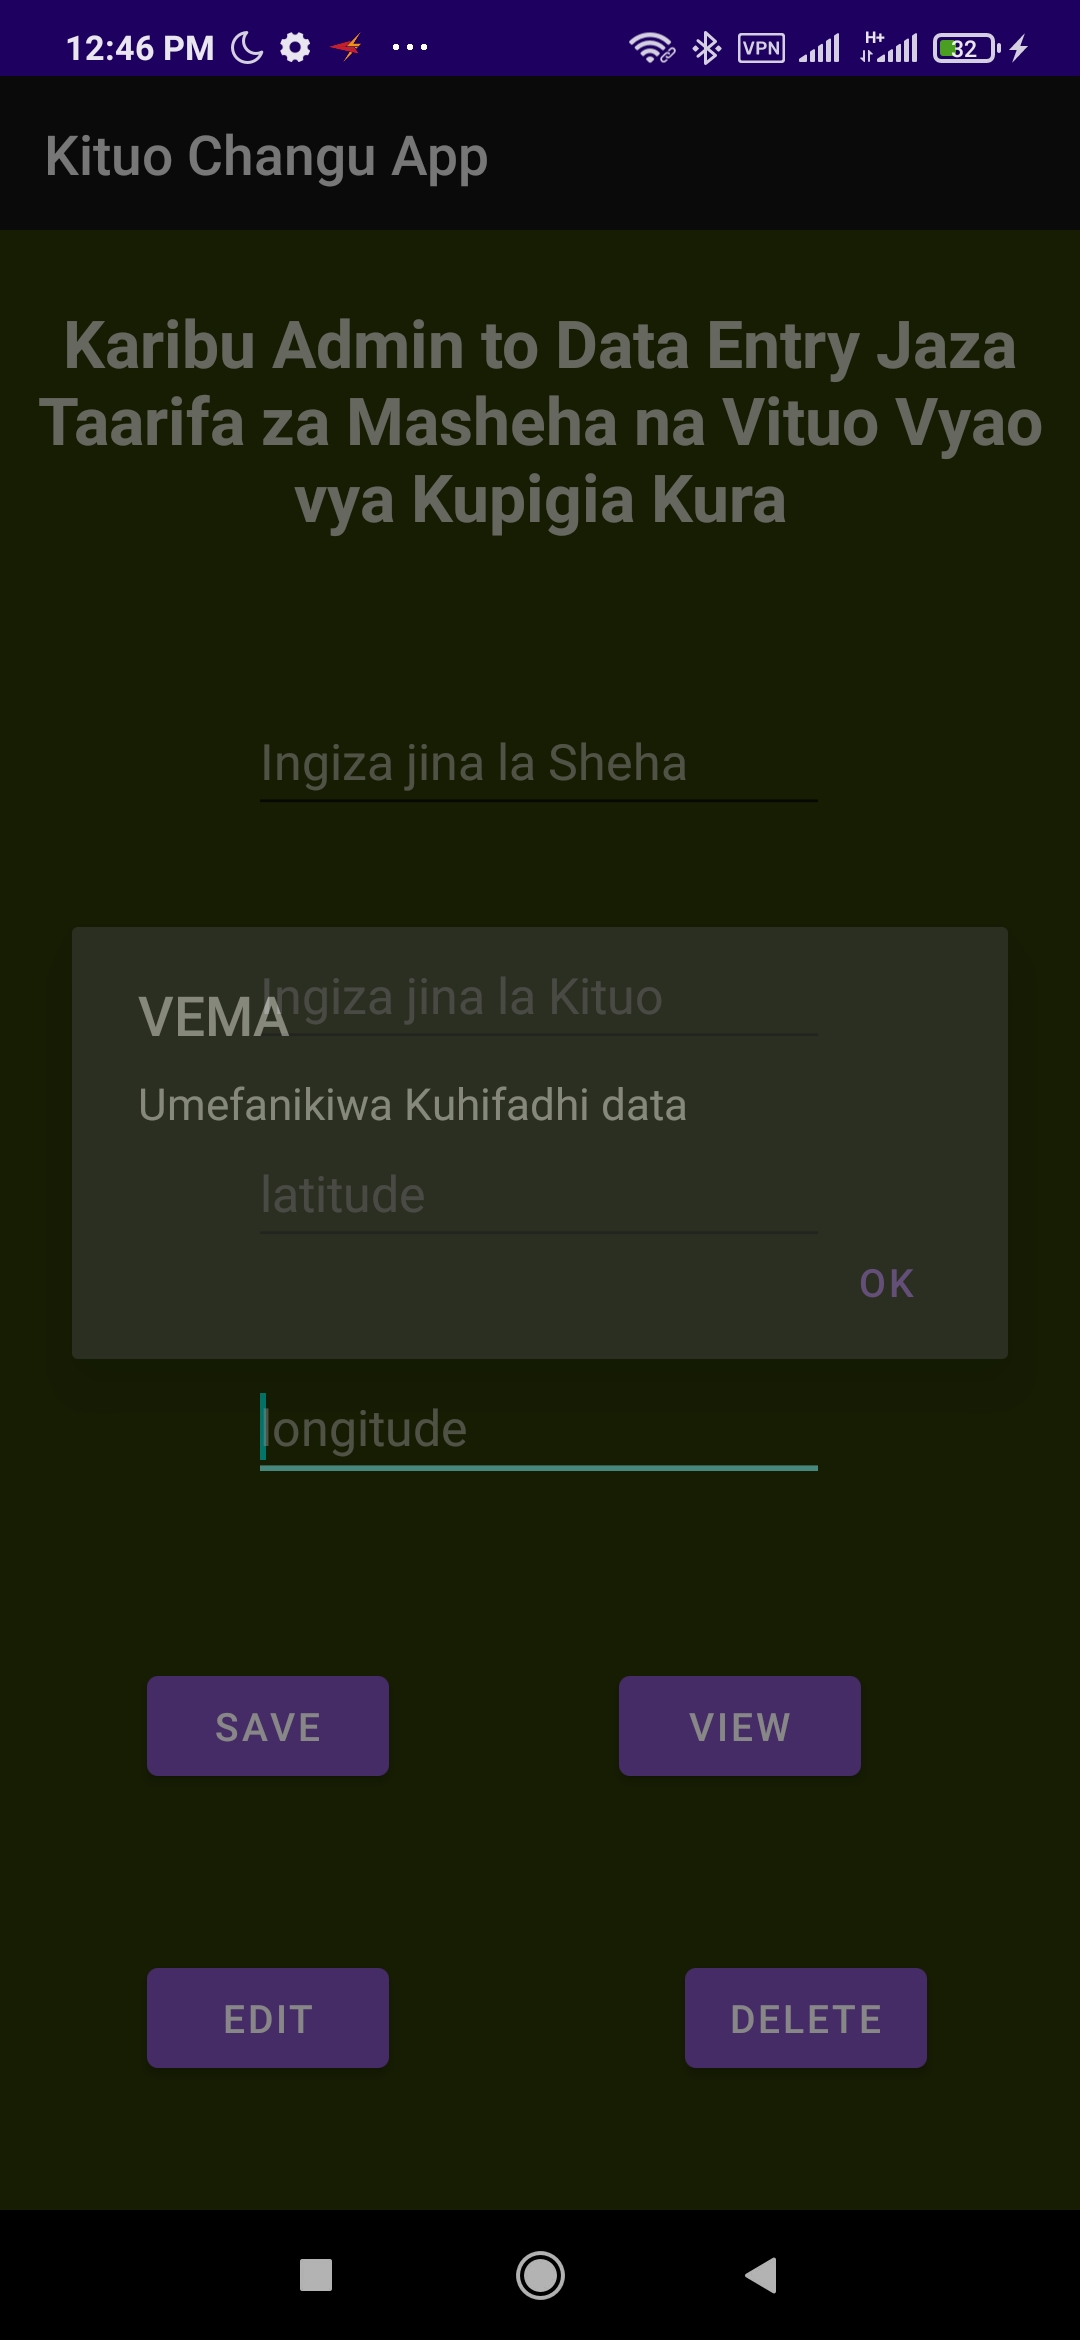 12:46 PM
VPN
H+
32
Kituo Changu App
Karibu Admin to Data Entry Jaza
Taarifa za Masheha na Vituo Vyao
vya Kupigia Kura
Ingiza jina la Sheha
Ingiza jina la Kituo
VEMA
Umefanikiwa Kuhifadhi data
latitude
OK
longitude
SAVE
VIEW
EDIT
DELETE